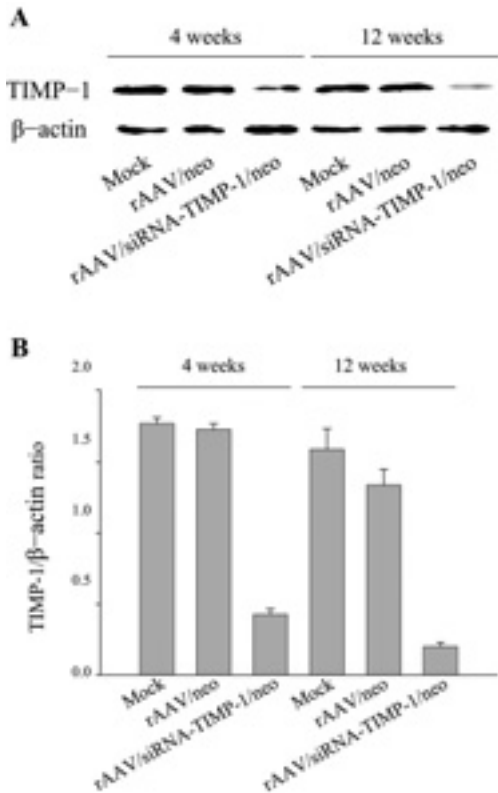 A
4 weeks 12 weeks
TIMP−1
β−actin
Mock
rAAV/neo
rAAV/siRNA-TIMP-1/neo
Mock
rAAV/neo
rAAV/siRNA-TIMP-1/neo
B
4 weeks 12 weeks
TIMP-1/β-actin ratio
2.0
1.5
0.5
0.0
Mock
rAAV/neo
rAAV/siRNA-TIMP-1/neo
Mock
rAAV/neo
rAAV/siRNA-TIMP-1/neo